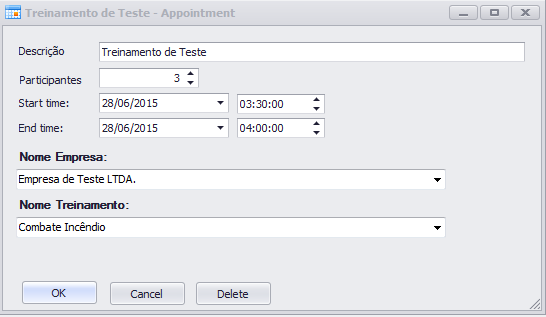 Treinamento de Teste - Appointment
Descrição Treinamento de Teste
Participantes 3
Start time: 28/06/2015 03:30:00
End time: 28/06/2015 04:00:00
Nome Empresa:
Empresa de Teste LTDA.
Nome Treinamento:
Combate Incêndio
OK Cancel Delete